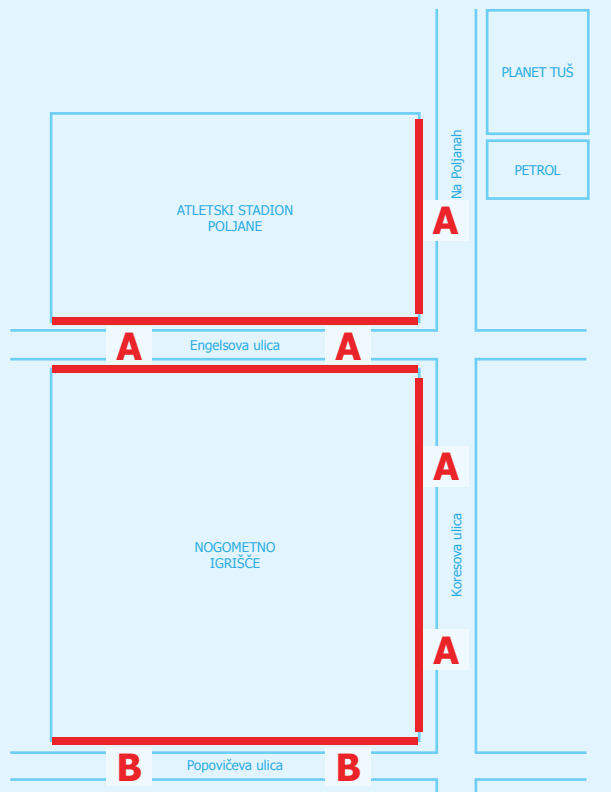 PLANET TUŠ
Na Poljanah
PETROL
ATLETSKI STADION
POLJANE
A
A
Engelsova ulica
A
A
NOGOMETNO
IGRIŠČE
Koresova ulica
A
B
Popovičeva ulica
B